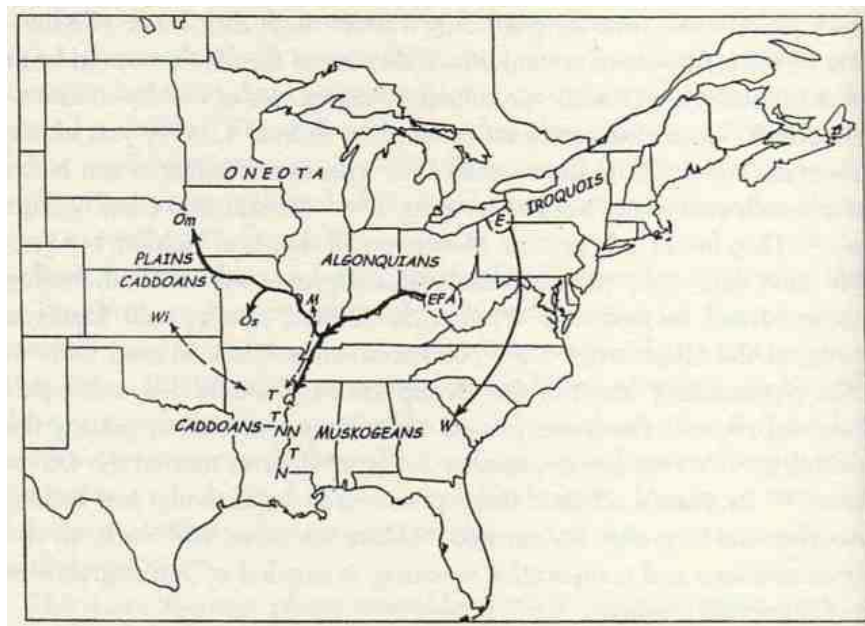 ONEOTA
IROQUOIS
E
Om
PLAINS
ALGONQUIANS
CADDOANS
M
EFA
Wi
Os
T
Q
T
CADDOANS
NN
MUSKOGEANS
W
T
N